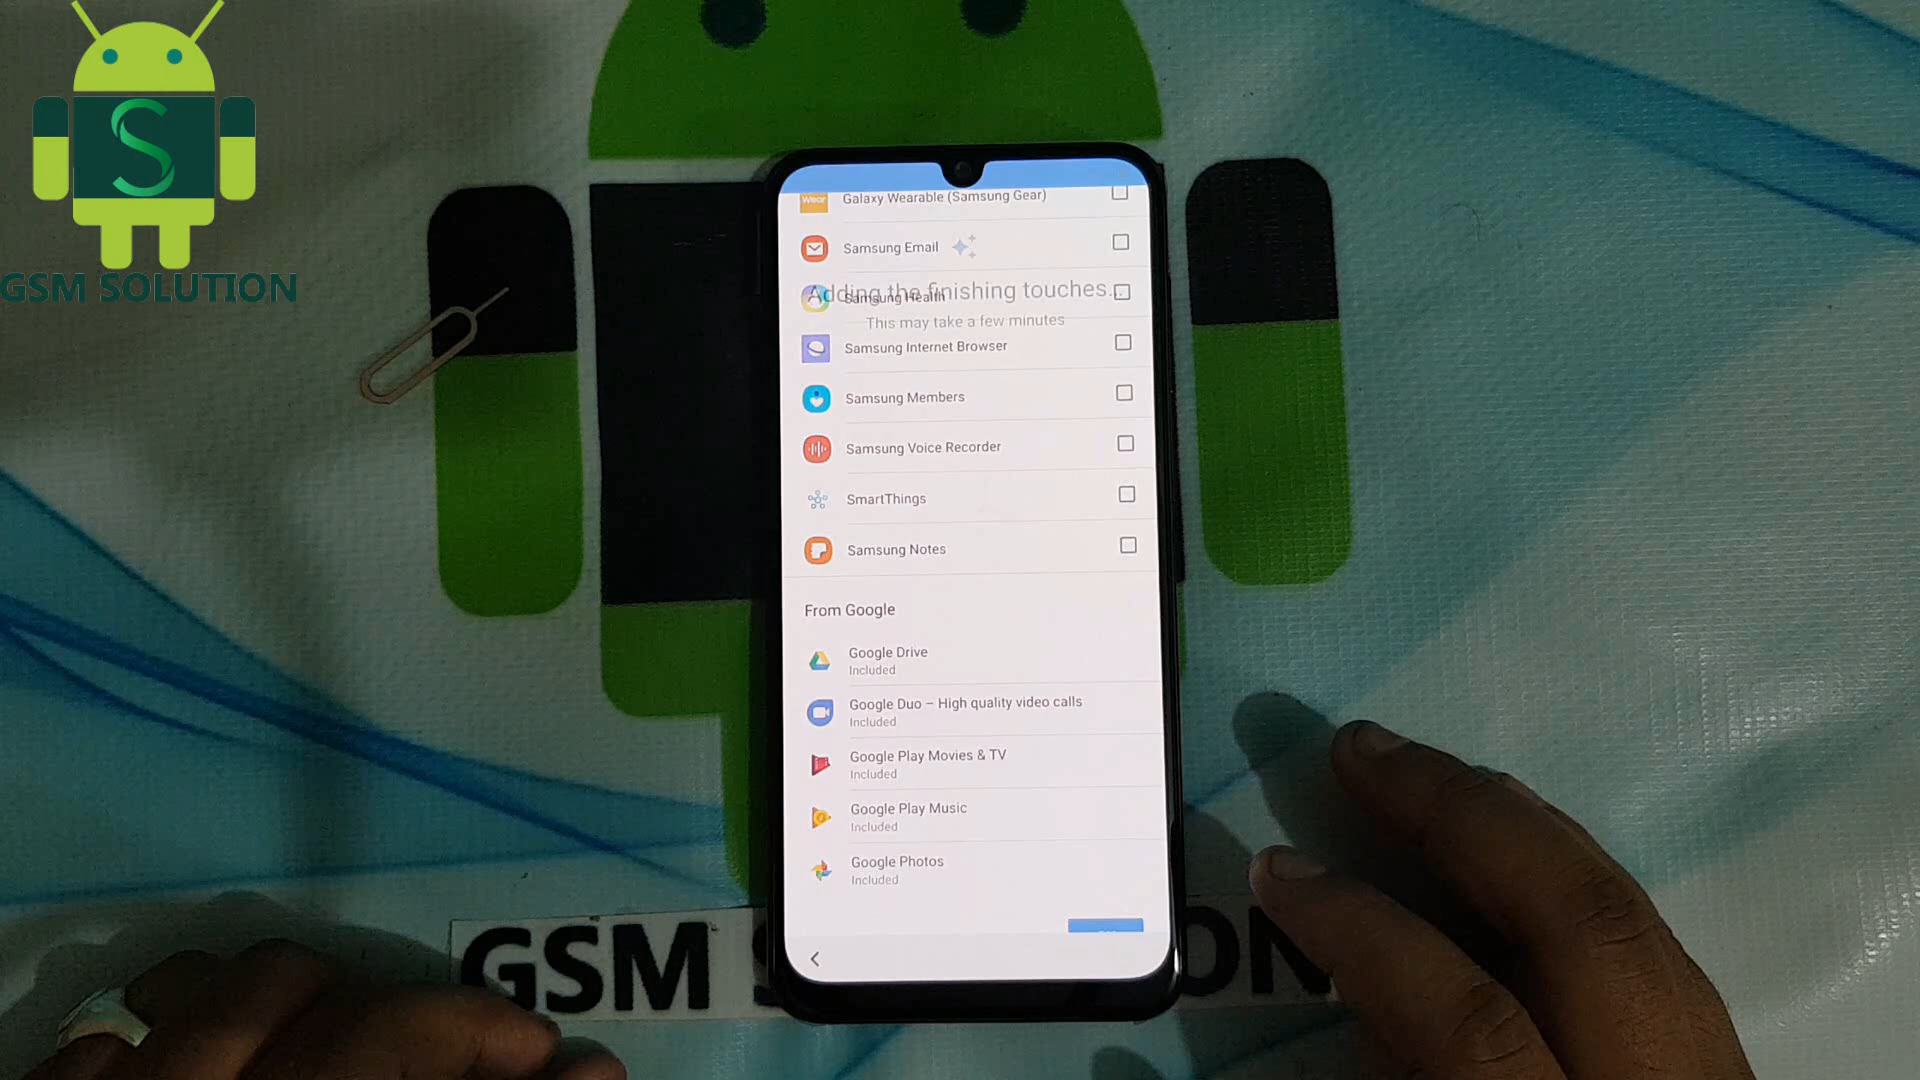 S
GSM SOLUTION
Wear
Galaxy Wearable (Samsung Gear)
Samsung Email
Adding the finishing touches...
Samsung Health
This may take a few minutes
Samsung Internet Browser
Samsung Members
Samsung Voice Recorder
SmartThings
Samsung Notes
From Google
Google Drive
Included
Google Duo – High quality video calls
Included
Google Play Movies & TV
Included
Google Play Music
Included
Google Photos
Included
GSM S ON